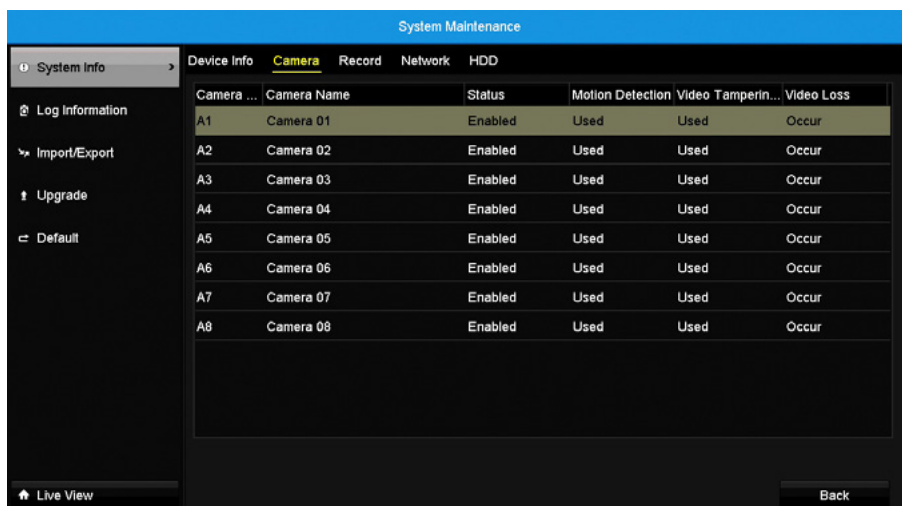 System Maintenance
System Info
Log Information
Import/Export
Upgrade
Default
Live View
Device Info Camera Record Network HDD
Camera ... Camera Name Status Motion Detection Video Tamperin... Video Loss
A1 Camera 01 Enabled Used Used Occur
A2 Camera 02 Enabled Used Used Occur
A3 Camera 03 Enabled Used Used Occur
A4 Camera 04 Enabled Used Used Occur
A5 Camera 05 Enabled Used Used Occur
A6 Camera 06 Enabled Used Used Occur
A7 Camera 07 Enabled Used Used Occur
A8 Camera 08 Enabled Used Used Occur
Back